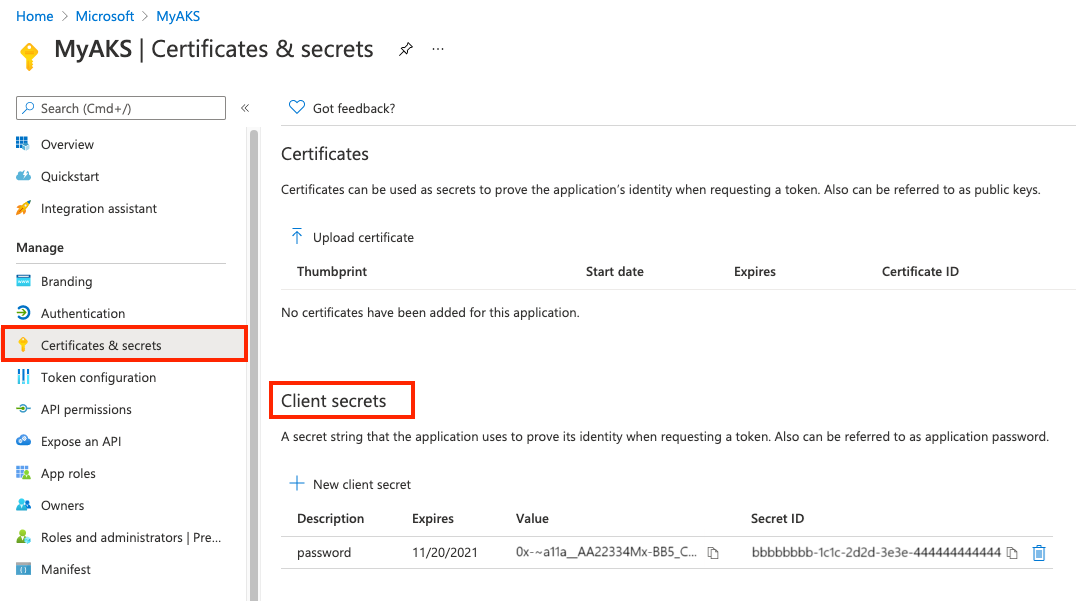 Home > Microsoft > MyAKS
MyAKS | Certificates & secrets ...
Search (Cmd+/)
«
Overview
Quickstart
Integration assistant
Manage
Branding
Authentication
Certificates & secrets
Token configuration
API permissions
Expose an API
App roles
Owners
Roles and administrators | Pre...
Manifest
Got feedback?
Certificates
Certificates can be used as secrets to prove the application's identity when requesting a token. Also can be referred to as public keys.
Upload certificate
Thumbprint Start date Expires Certificate ID
No certificates have been added for this application.
Client secrets
A secret string that the application uses to prove its identity when requesting a token. Also can be referred to as application password.
New client secret
Description Expires Value Secret ID
password 11/20/2021 0x-~a11a__AA22334Mx-BB5_C... bbbbbbbb-1c1c-2d2d-3e3e-444444444444